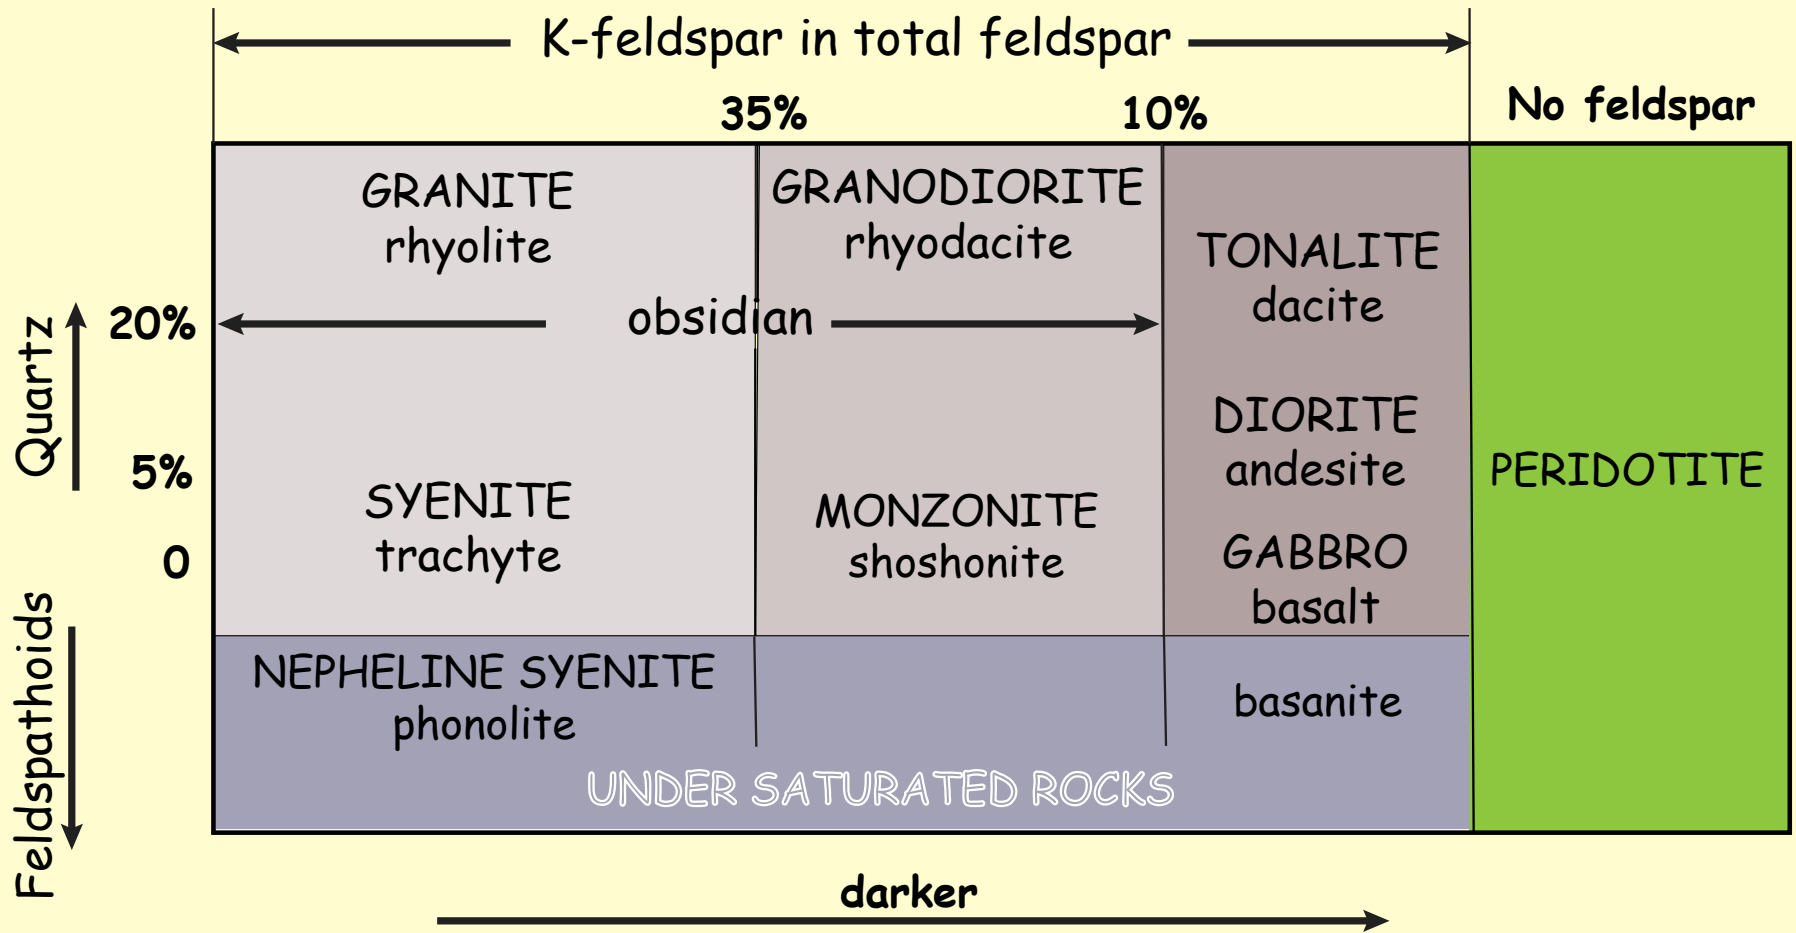 K-feldspar in total feldspar
35%
10%
No feldspar
GRANITE
rhyolite
GRANODIORITE
rhyodacite
TONALITE
dacite
Quartz
20%
obsidian
5%
DIORITE
andesite
PERIDOTITE
SYENITE
trachyte
MONZONITE
shoshonite
0
GABBRO
basalt
Feldspathoids
NEPHELINE SYENITE
phonolite
basanite
UNDER SATURATED ROCKS
darker